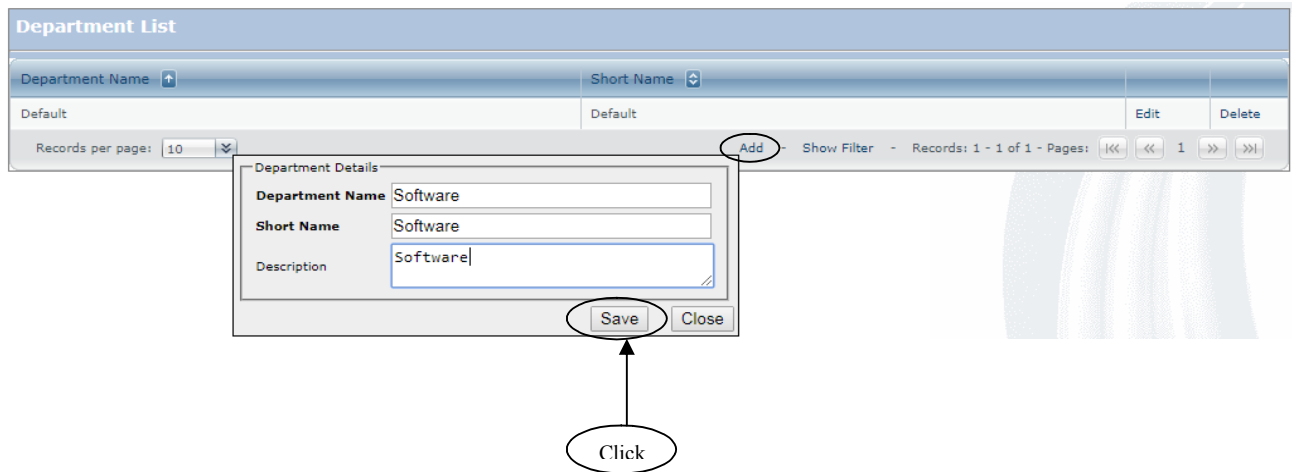 Department List
Department Name Short Name
Default Default Edit Delete
Records per page: 10 Add - Show Filter - Records: 1 - 1 of 1 - Pages: 1
Department Details
Department Name Software
Short Name Software
Description Software
Save Close
Click